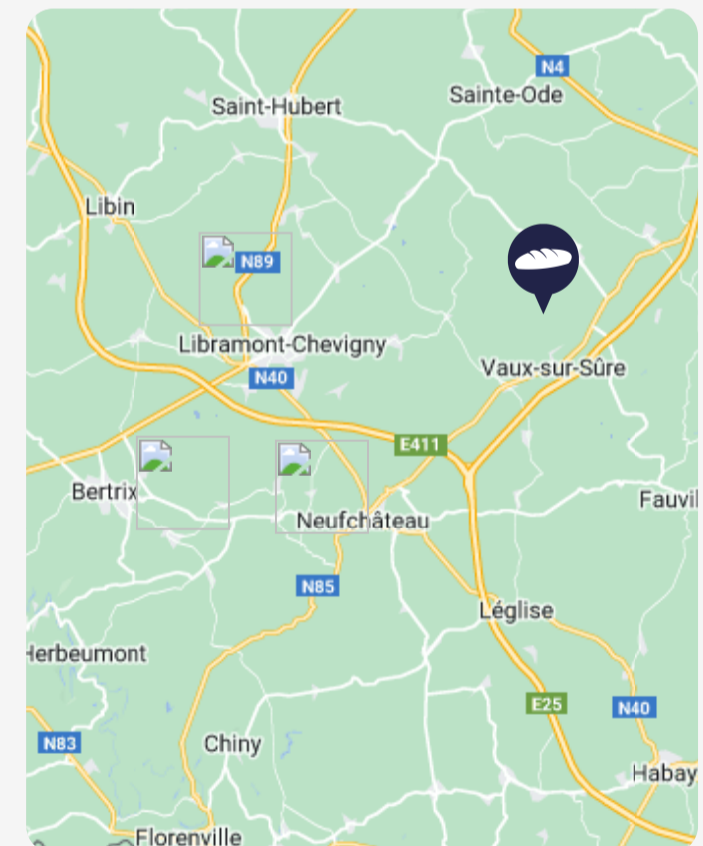 N4
Sainte-Ode
Saint-Hubert
Libin
N89
Libramont-Chevigny
Vaux-sur-Sûre
N40
E411
Bertrix
Fauvil
Neufchâteau
N85
Léglise
Herbeumont
E25
N40
N83
Chiny
Habay
Florenville